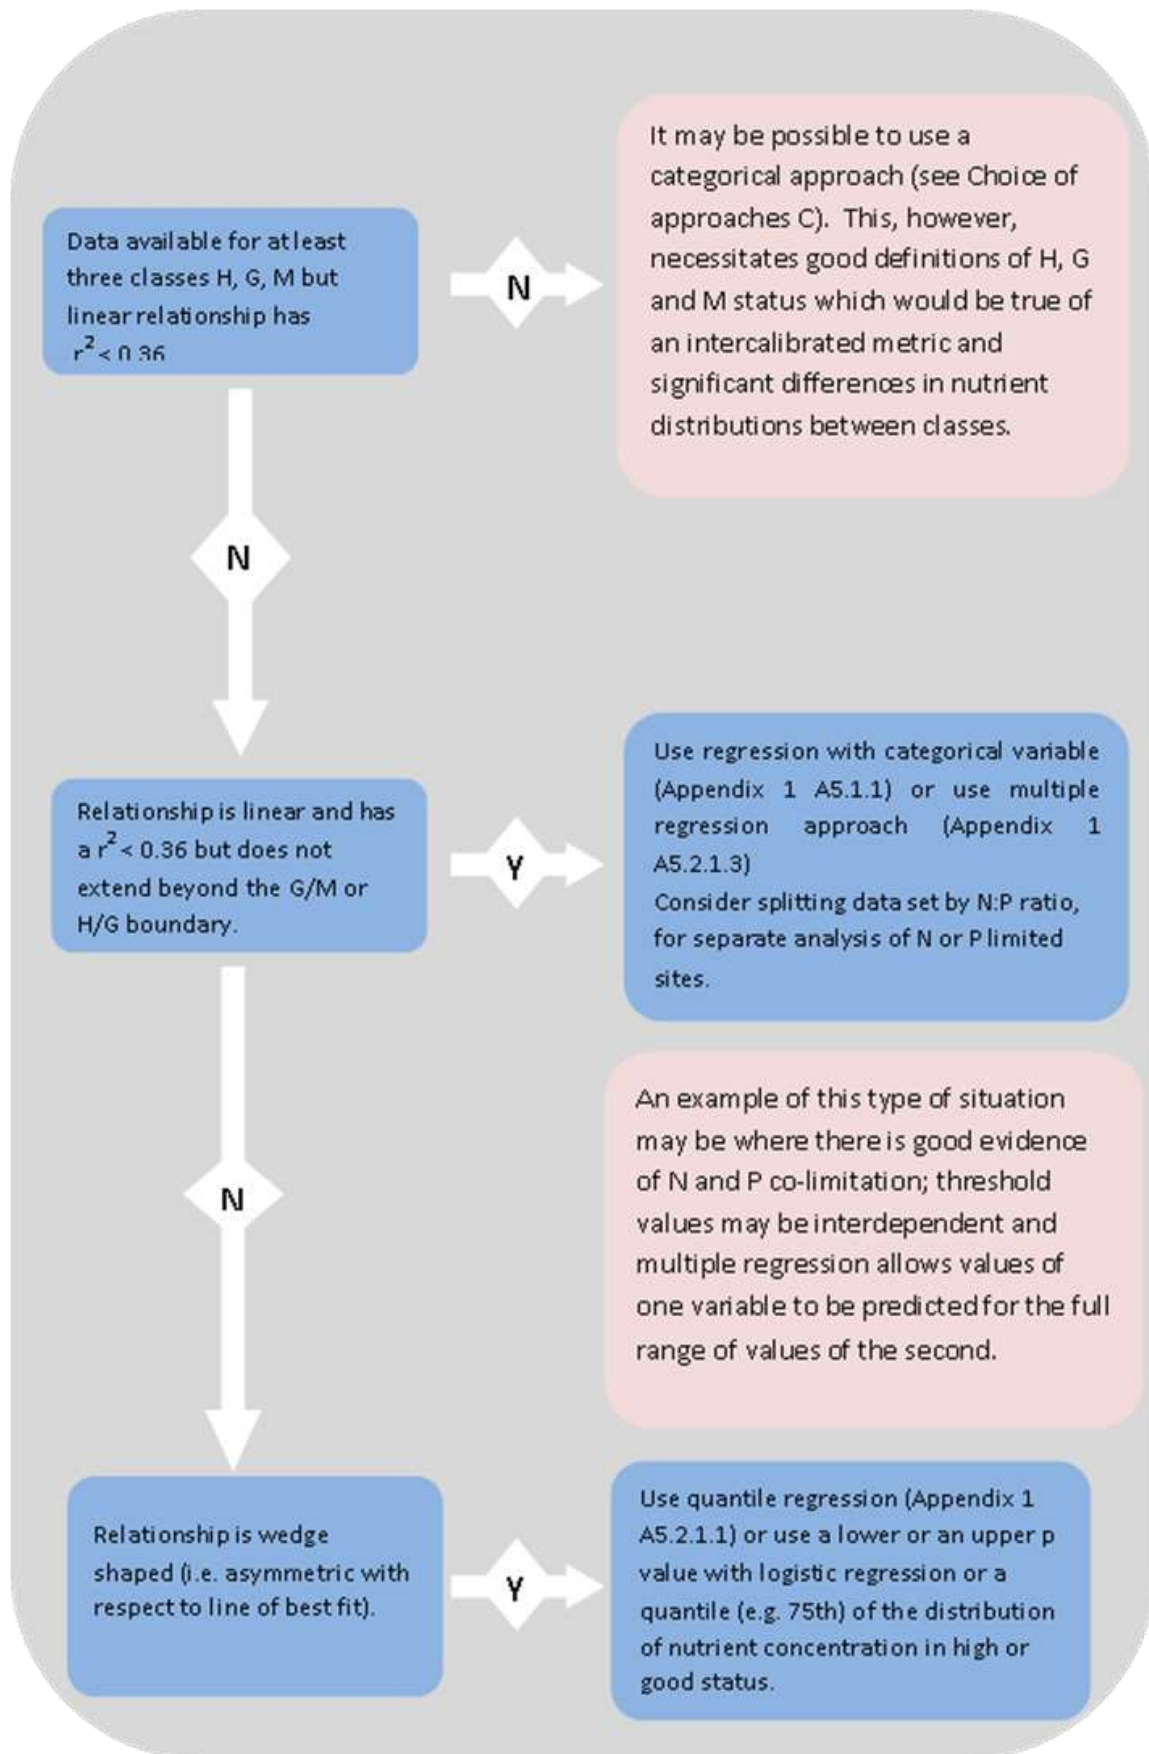 Data available for at least
three classes H, G, M but
linear relationship has
r² < 0.36
N
It may be possible to use a
categorical approach (see Choice of
approaches C). This, however,
necessitates good definitions of H, G
and M status which would be true of
an intercalibrated metric and
significant differences in nutrient
distributions between classes.
N
Relationship is linear and has
a r² < 0.36 but does not
extend beyond the G/M or
H/G boundary.
Y
Use regression with categorical variable
(Appendix 1 A5.1.1) or use multiple
regression approach (Appendix 1
A5.2.1.3)
Consider splitting data set by N:P ratio,
for separate analysis of N or P limited
sites.
An example of this type of situation
may be where there is good evidence
of N and P co-limitation; threshold
values may be interdependent and
multiple regression allows values of
one variable to be predicted for the full
range of values of the second.
N
Relationship is wedge
shaped (i.e. asymmetric with
respect to line of best fit).
Y
Use quantile regression (Appendix 1
A5.2.1.1) or use a lower or an upper p
value with logistic regression or a
quantile (e.g. 75th) of the distribution
of nutrient concentration in high or
good status.